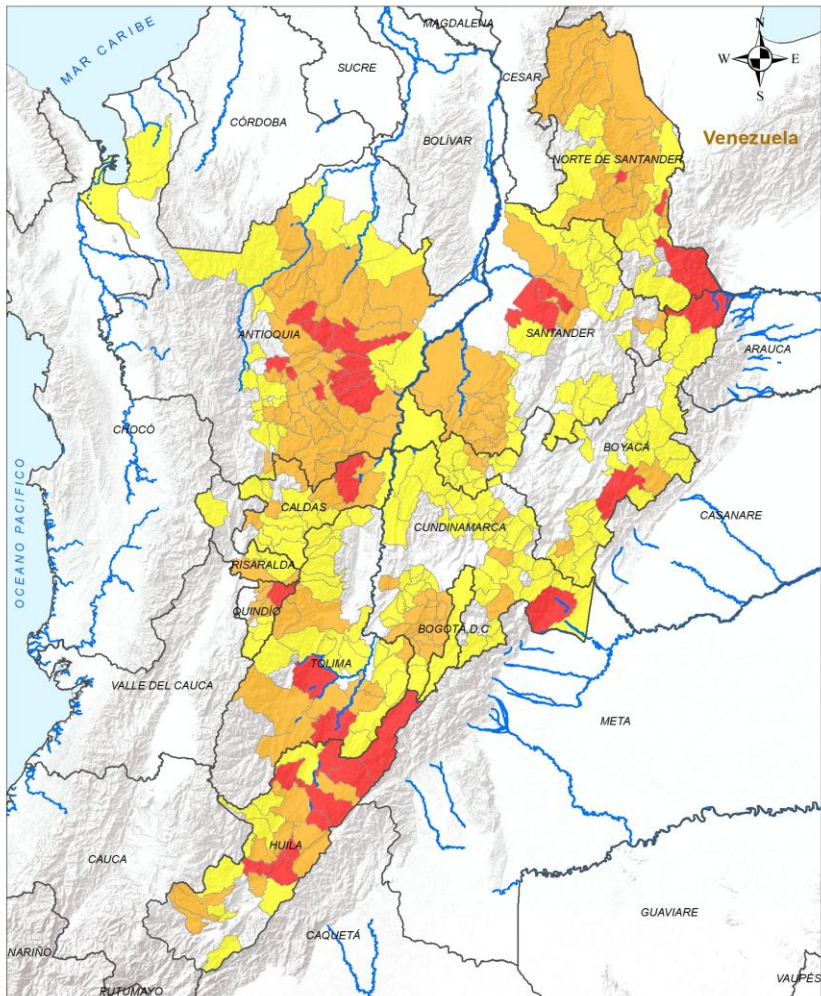 MAGDALENA
N
MAR CARIBE
SUCRE
CESAR
W
E
S
CÓRDOBA
BOLÍVAR
Venezuela
NORTE DE SANTANDER
ANTIOQUIA
SANTANDER
ARAUCA
CHOCÓ
BOYACÁ
OCEANO PACIFICO
CALDAS
CUNDINAMARCA
CASANARE
RISARALDA
QUINDÍO
BOGOTÁ, D.C
TOLIMA
VALLE DEL CAUCA
META
HUILA
CAUCA
GUAVIARE
CAQUETÁ
NARIÑO
VAUPÉS
PUTUMAYO